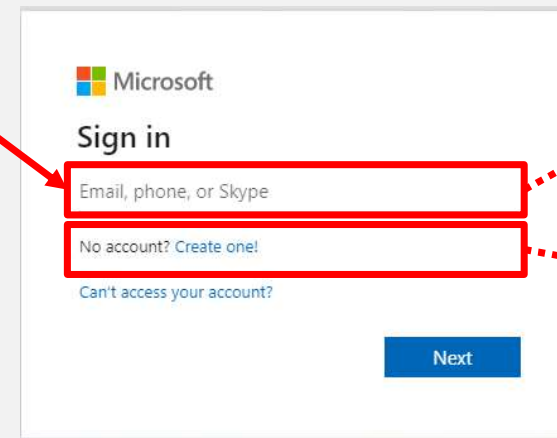 Microsoft
Sign in
Email, phone, or Skype
No account? Create one!
Can't access your account?
Next